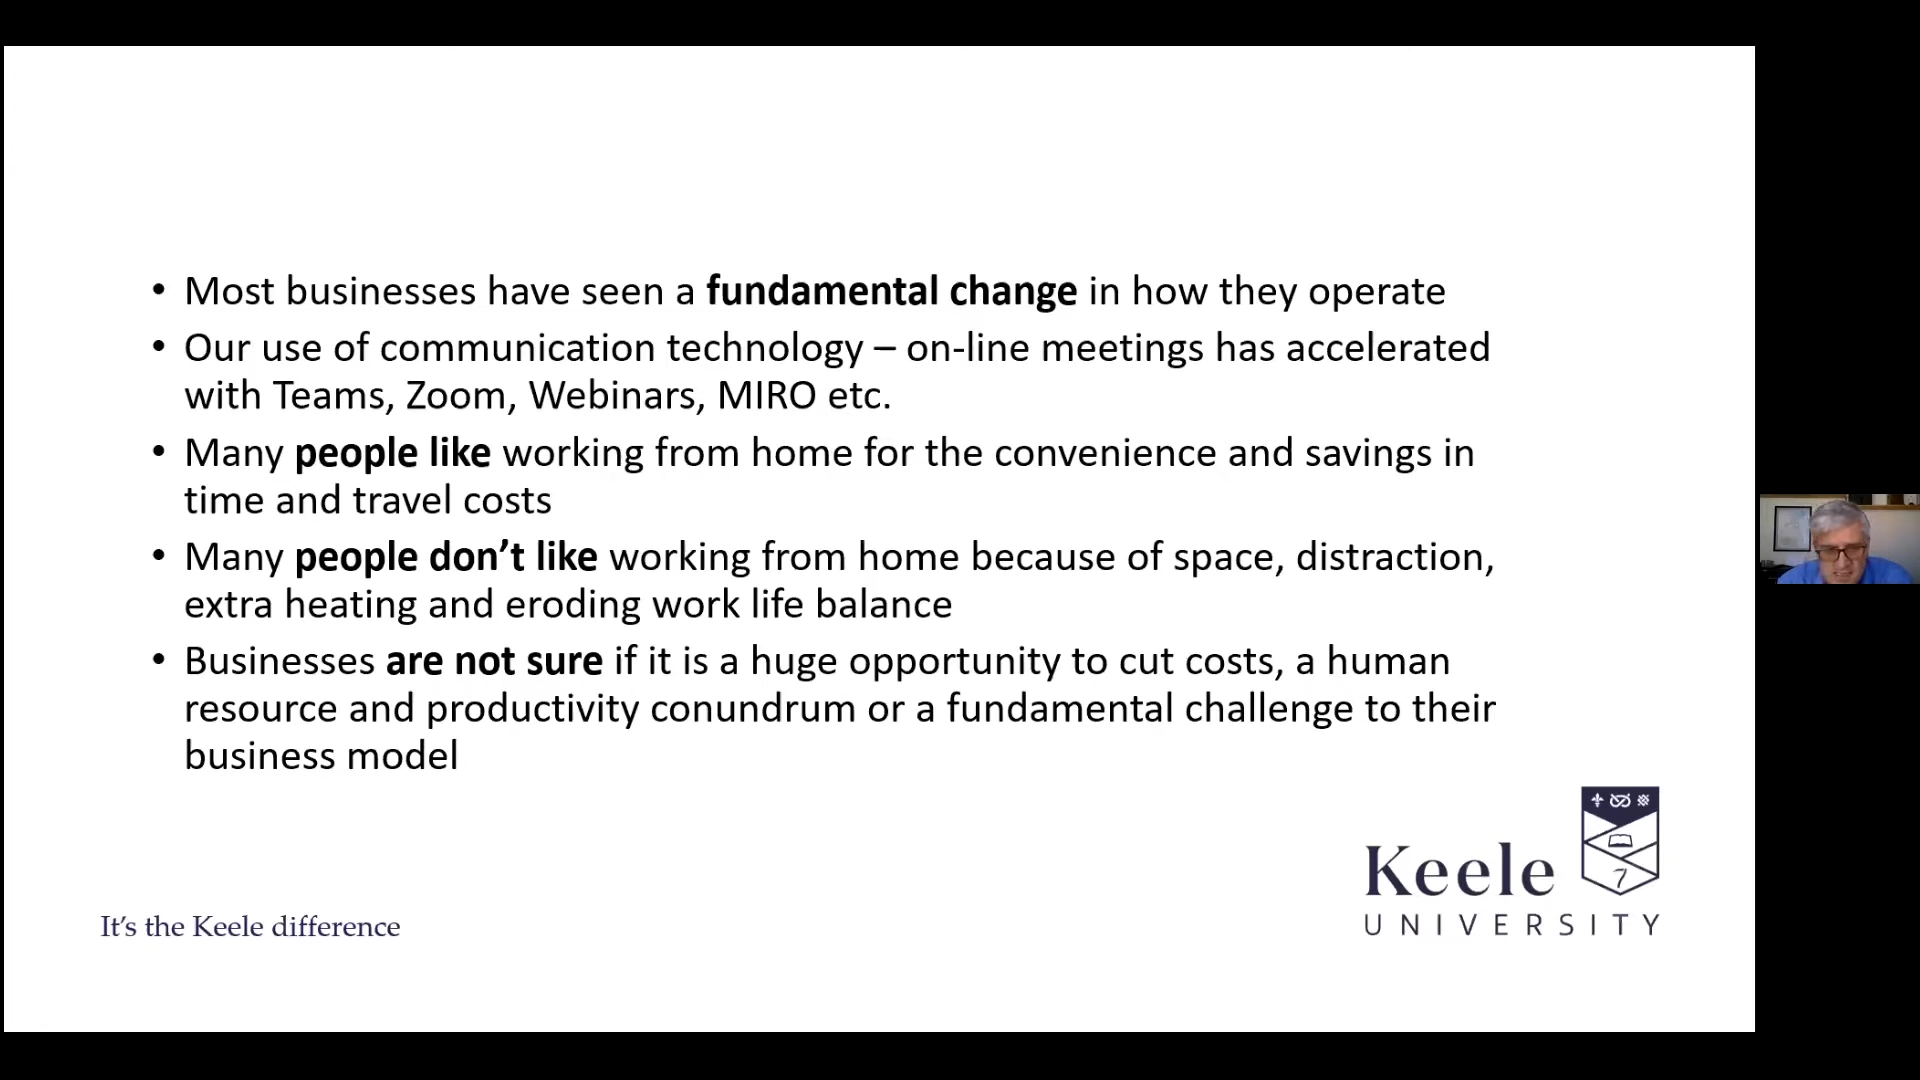 • Most businesses have seen a fundamental change in how they operate
• Our use of communication technology – on-line meetings has accelerated
with Teams, Zoom, Webinars, MIRO etc.
• Many people like working from home for the convenience and savings in
time and travel costs
• Many people don’t like working from home because of space, distraction,
extra heating and eroding work life balance
• Businesses are not sure if it is a huge opportunity to cut costs, a human
resource and productivity conundrum or a fundamental challenge to their
business model
Keele
UNIVERSITY
It’s the Keele difference